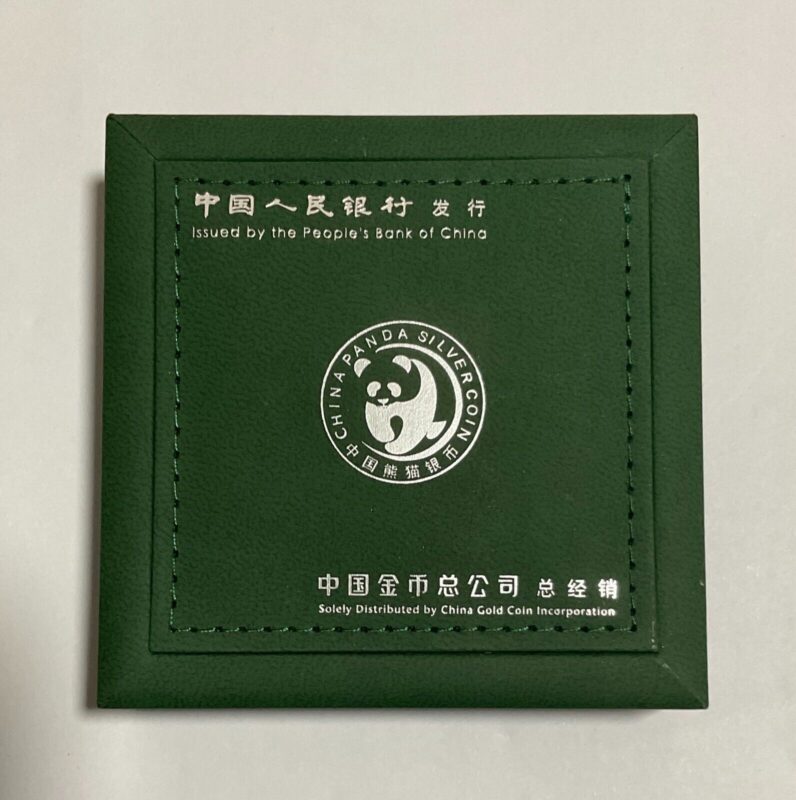 中国人民银行 发行
Issued by the People's Bank of China
CHINA PANDA SILVER COIN
中国熊猫银币
中国金币总公司 总经销
Solely Distributed by China Gold Coin Incorporation